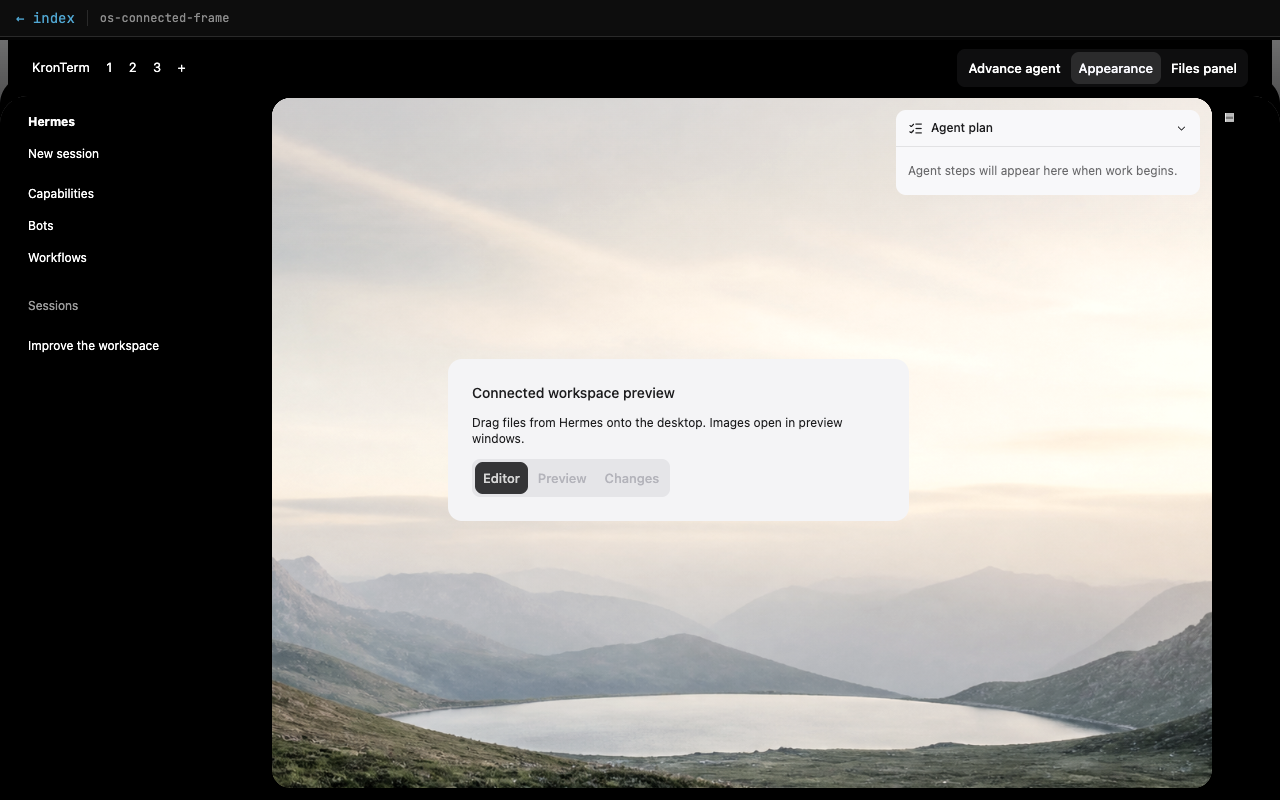 ← index
os-connected-frame
KronTerm 1 2 3 +
Advance agent
Appearance
Files panel
Hermes
New session
Capabilities
Bots
Workflows
Sessions
Improve the workspace
Agent plan
Agent steps will appear here when work begins.
Connected workspace preview
Drag files from Hermes onto the desktop. Images open in preview
windows.
Editor
Preview
Changes